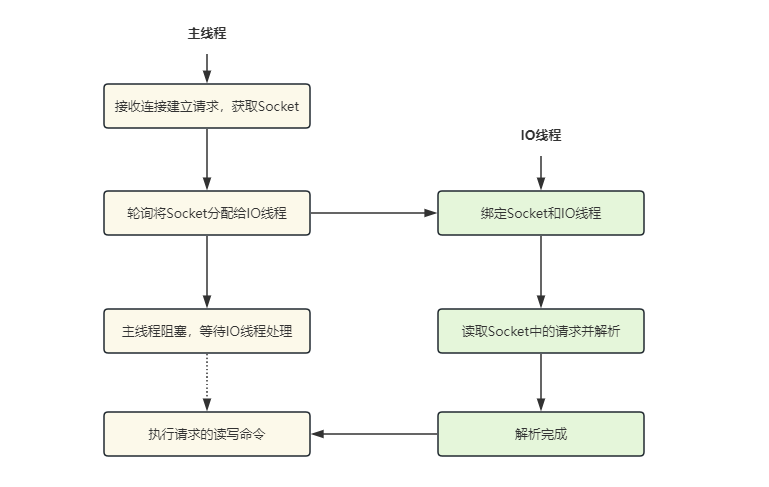 主线程
接收连接建立请求，获取Socket
IO线程
轮询将Socket分配给IO线程
绑定Socket和IO线程
主线程阻塞，等待IO线程处理
读取Socket中的请求并解析
执行请求的读写命令
解析完成